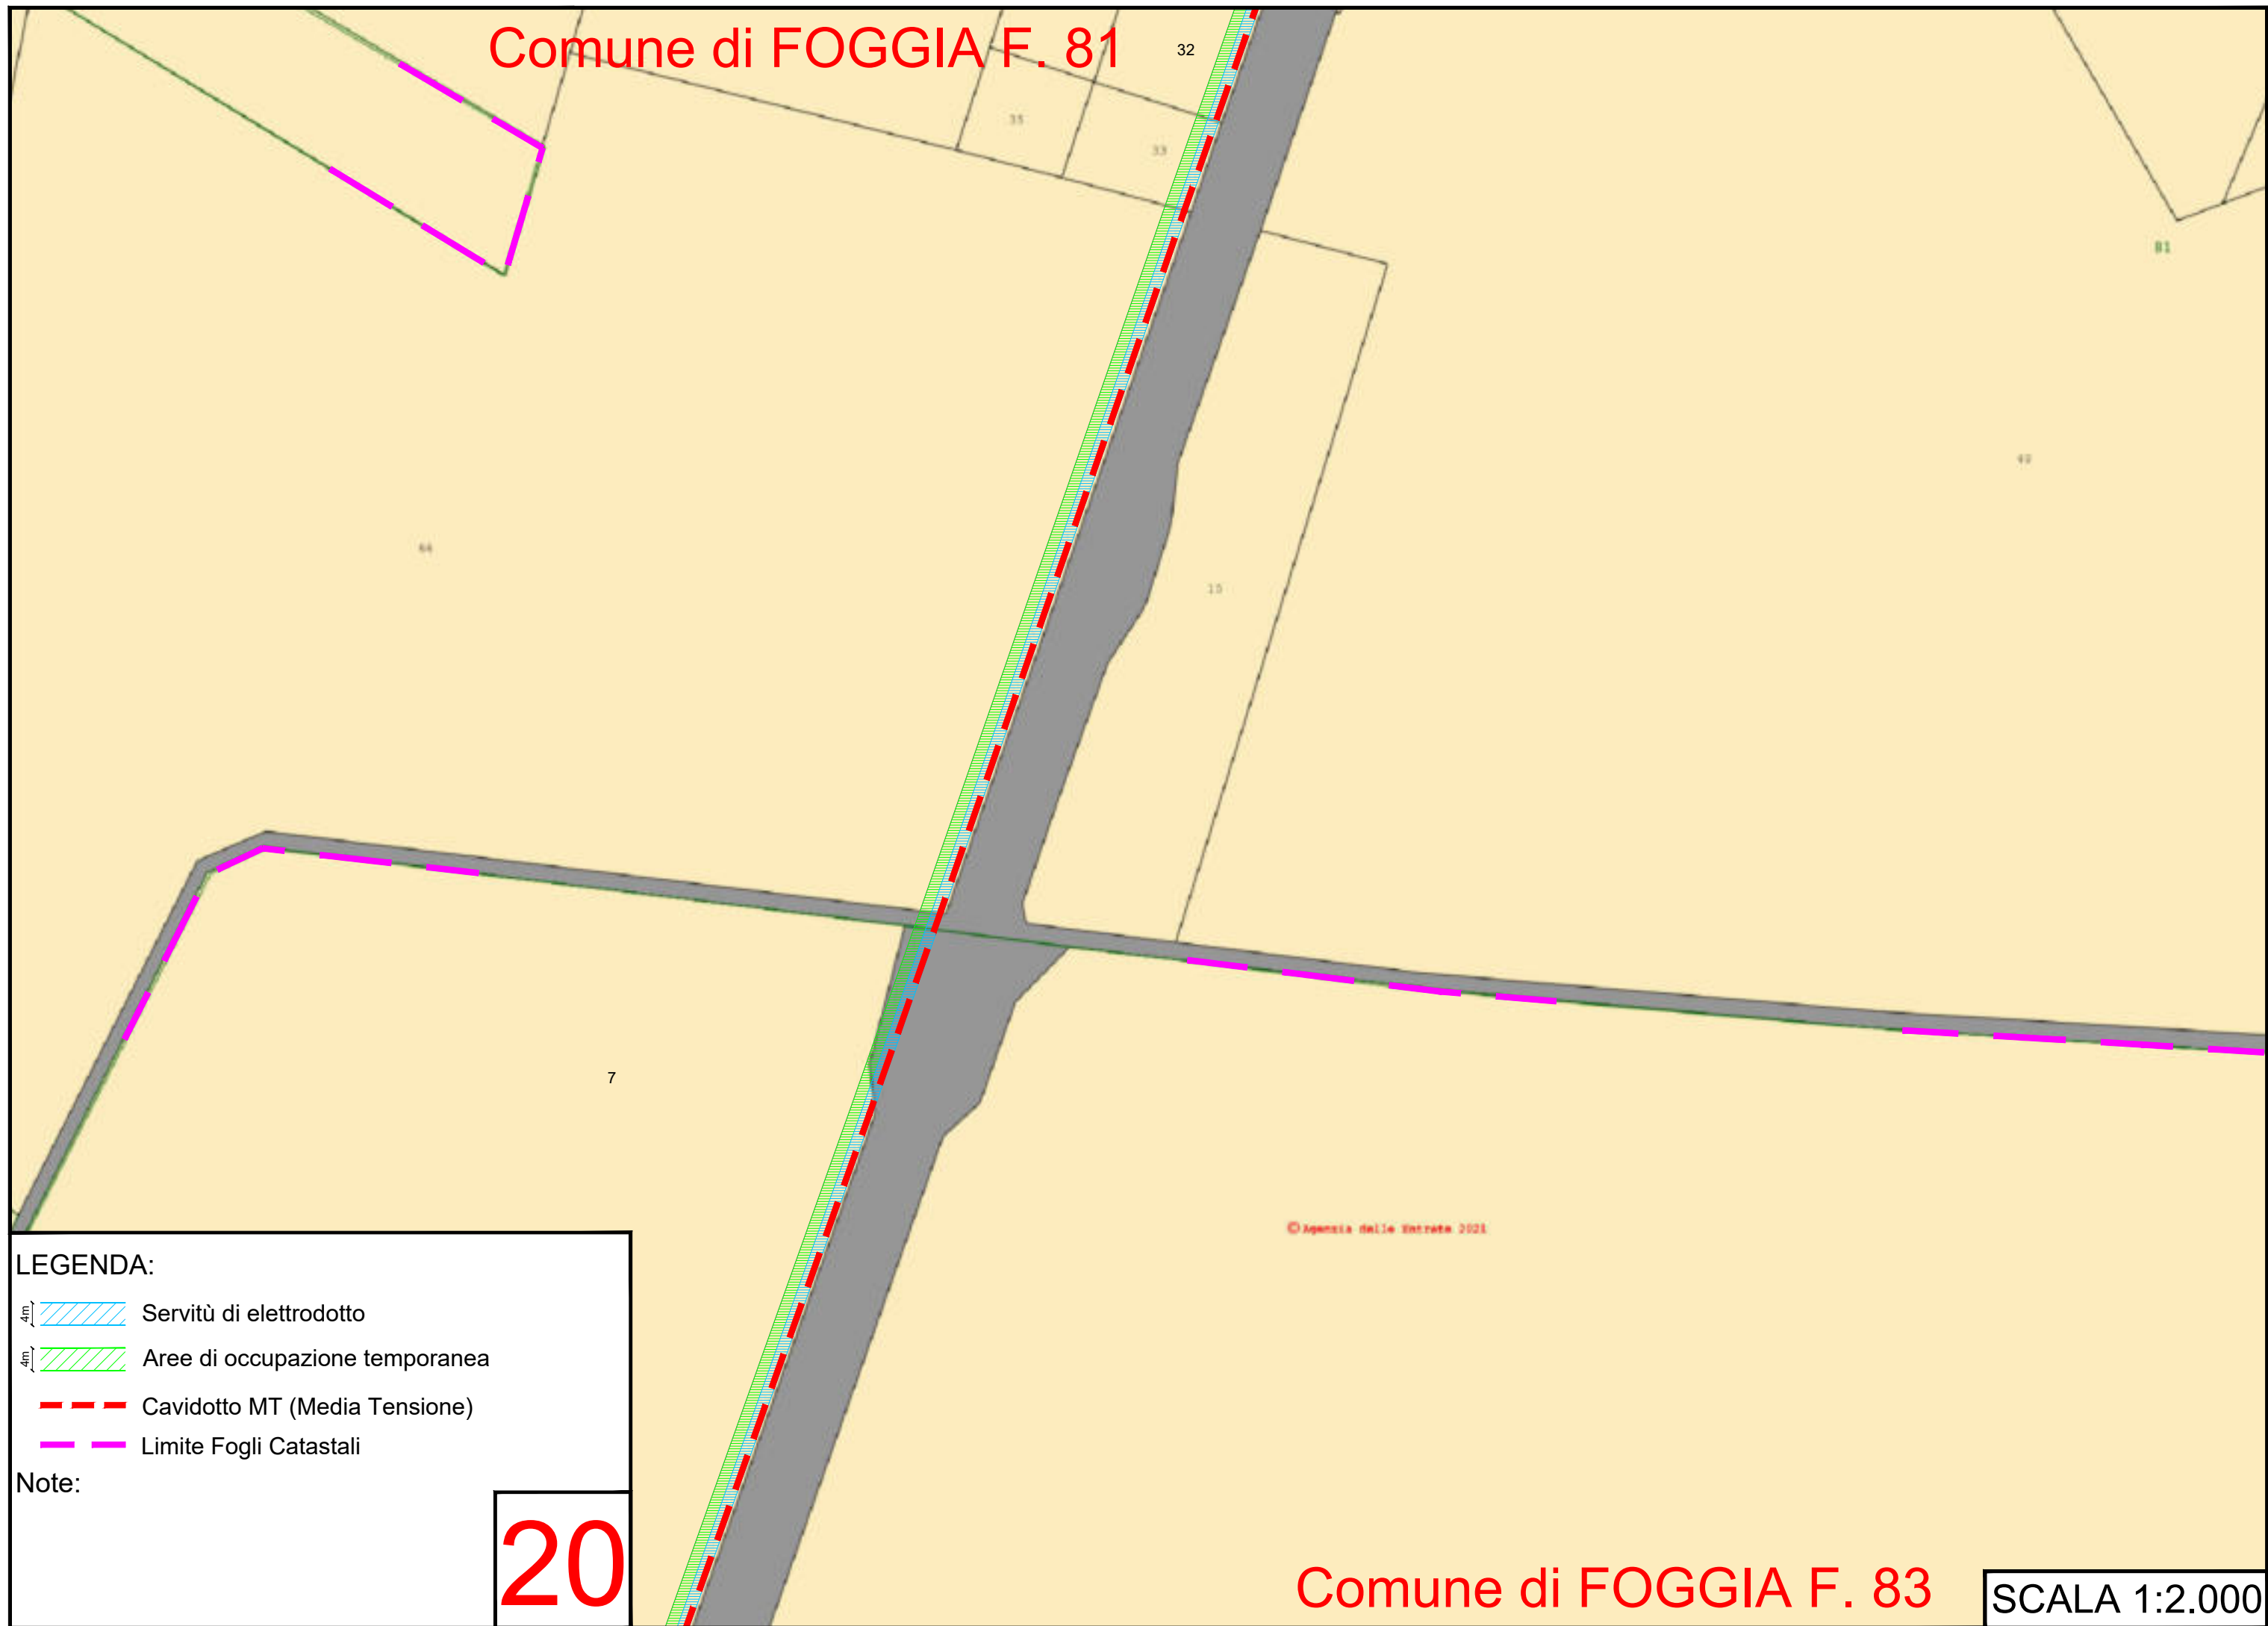 Comune di FOGGIA F. 81
32
35
33
81
40
66
15
7
©Agenzia delle Entrate 2021
LEGENDA:
4m
Servitù di elettrodotto
4m
Aree di occupazione temporanea
Cavidotto MT (Media Tensione)
Limite Fogli Catastali
Note:
20
Comune di FOGGIA F. 83
SCALA 1:2.000